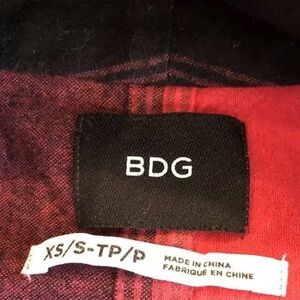 BDG
XS/S-TP/P
MADE IN CHINA
FABRIQUÉ EN CHINE